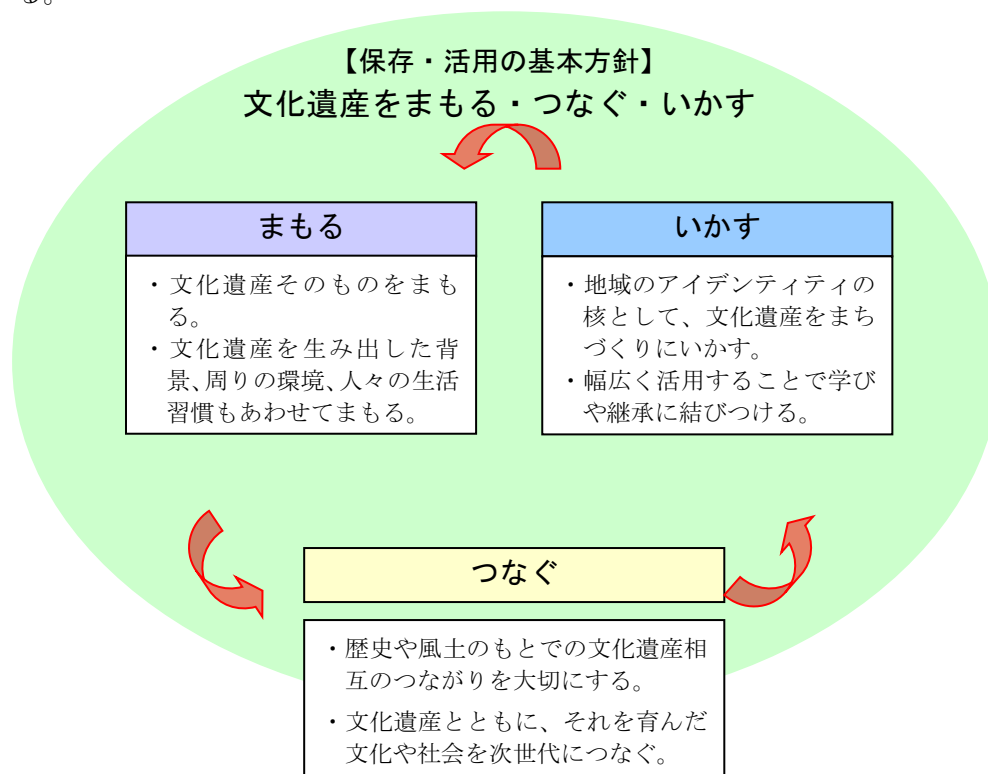 る。
【保存・活用の基本方針】
文化遺産をまもる・つなぐ・いかす
まもる
・文化遺産そのものをまも
る。
・文化遺産を生み出した背
景、周りの環境、人々の生活
習慣もあわせてまもる。
いかす
・地域のアイデンティティの
核として、文化遺産をまち
づくりにいかす。
・幅広く活用することで学び
や継承に結びつける。
つなぐ
・歴史や風土のもとでの文化遺産相
互のつながりを大切にする。
・文化遺産とともに、それを育んだ
文化や社会を次世代につなぐ。